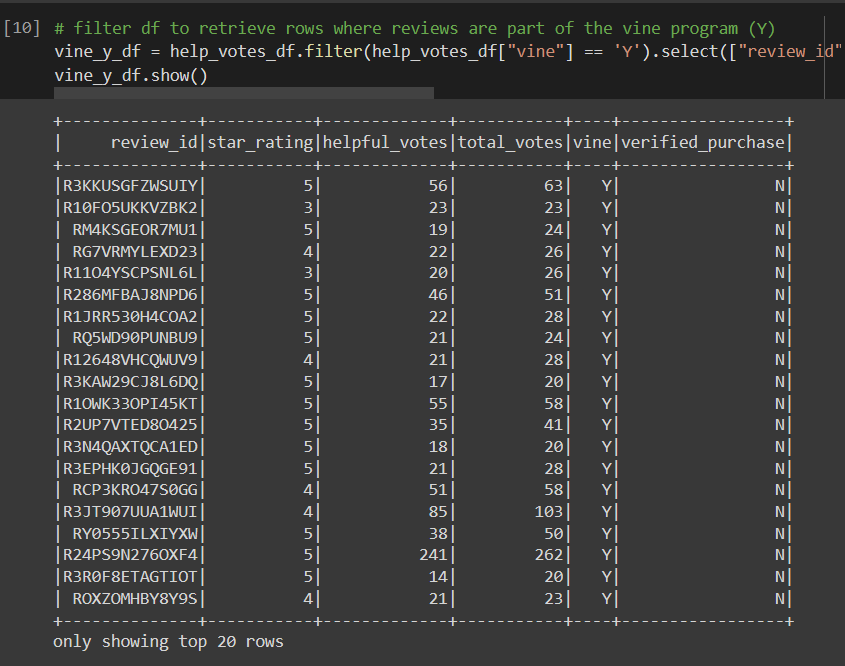 [10] # filter df to retrieve rows where reviews are part of the vine program (Y)
vine_y_df = help_votes_df.filter(help_votes_df["vine"] == 'Y').select(["review_id"
vine_y_df.show()
+--------------+-----------+-------------+-----------+----+-----------------+
|     review_id|star_rating|helpful_votes|total_votes|vine|verified_purchase|
+--------------+-----------+-------------+-----------+----+-----------------+
|R3KKUSGFZWSUIY|          5|           56|         63|   Y|                N|
|R10FO5UKKVZBK2|          3|           23|         23|   Y|                N|
| RM4KSGEOR7MU1|          5|           19|         24|   Y|                N|
| RG7VRMYLEXD23|          4|           22|         26|   Y|                N|
|R11O4YSCPSNL6L|          3|           20|         26|   Y|                N|
|R286MFBAJ8NPD6|          5|           46|         51|   Y|                N|
|R1JRR530H4COA2|          5|           22|         28|   Y|                N|
| RQ5WD90PUNBU9|          5|           21|         24|   Y|                N|
|R12648VHCQWUV9|          4|           21|         28|   Y|                N|
|R3KAW29CJ8L6DQ|          5|           17|         20|   Y|                N|
|R1OWK33OPI45KT|          5|           55|         58|   Y|                N|
|R2UP7VTED8O425|          5|           35|         41|   Y|                N|
|R3N4QAXTQCA1ED|          5|           18|         20|   Y|                N|
|R3EPHK0JGQGE91|          5|           21|         28|   Y|                N|
| RCP3KRO47S0GG|          4|           51|         58|   Y|                N|
|R3JT907UUA1WUI|          4|           85|        103|   Y|                N|
| RY0555ILXIYXW|          5|           38|         50|   Y|                N|
|R24PS9N276OXF4|          5|          241|        262|   Y|                N|
|R3R0F8ETAGTIOT|          5|           14|         20|   Y|                N|
| ROXZOMHBY8Y9S|          4|           21|         23|   Y|                N|
+--------------+-----------+-------------+-----------+----+-----------------+
only showing top 20 rows